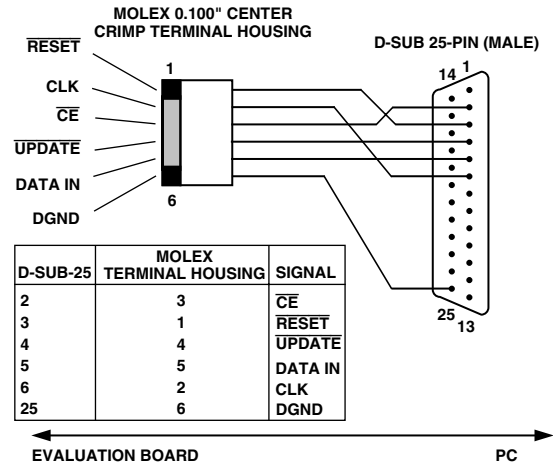 MOLEX 0.100" CENTER
CRIMP TERMINAL HOUSING
D-SUB 25-PIN (MALE)
RESET
CLK
CE
UPDATE
DATA IN
DGND
1
6
14 1
25
13
D-SUB-25 MOLEX TERMINAL HOUSING SIGNAL
2 3 CE
3 1 RESET
4 4 UPDATE
5 5 DATA IN
6 2 CLK
25 6 DGND
EVALUATION BOARD PC